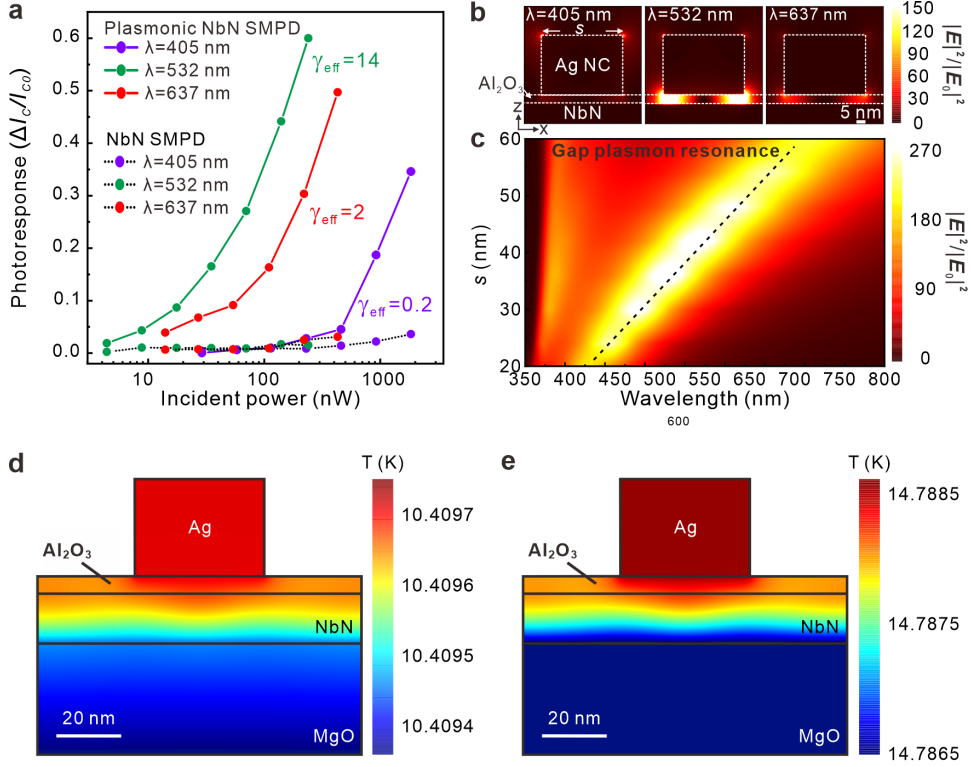 a
Plasmonic NbN SMPD
λ=405 nm
λ=532 nm
λ=637 nm
NbN SMPD
λ=405 nm
λ=532 nm
λ=637 nm
γeff=14
γeff=2
γeff=0.2
Photoresponse (ΔIC/IC0)
0.6
0.5
0.4
0.3
0.2
0.1
0.0
10
100
1000
Incident power (nW)
b
λ=405 nm
λ=532 nm
λ=637 nm
s
Ag NC
Al2O3
NbN
Z
X
5 nm
150
120
90
60
30
0
|E|²/|E0|²
c
Gap plasmon resonance
s (nm)
60
50
40
30
20
350
400
450
500
550
650
700
750
800
Wavelength (nm)
600
270
180
90
0
|E|²/|E0|²
d
T (K)
Ag
Al2O3
NbN
MgO
20 nm
10.4097
10.4096
10.4095
10.4094
e
T (K)
Ag
Al2O3
NbN
MgO
20 nm
14.7885
14.7875
14.7865